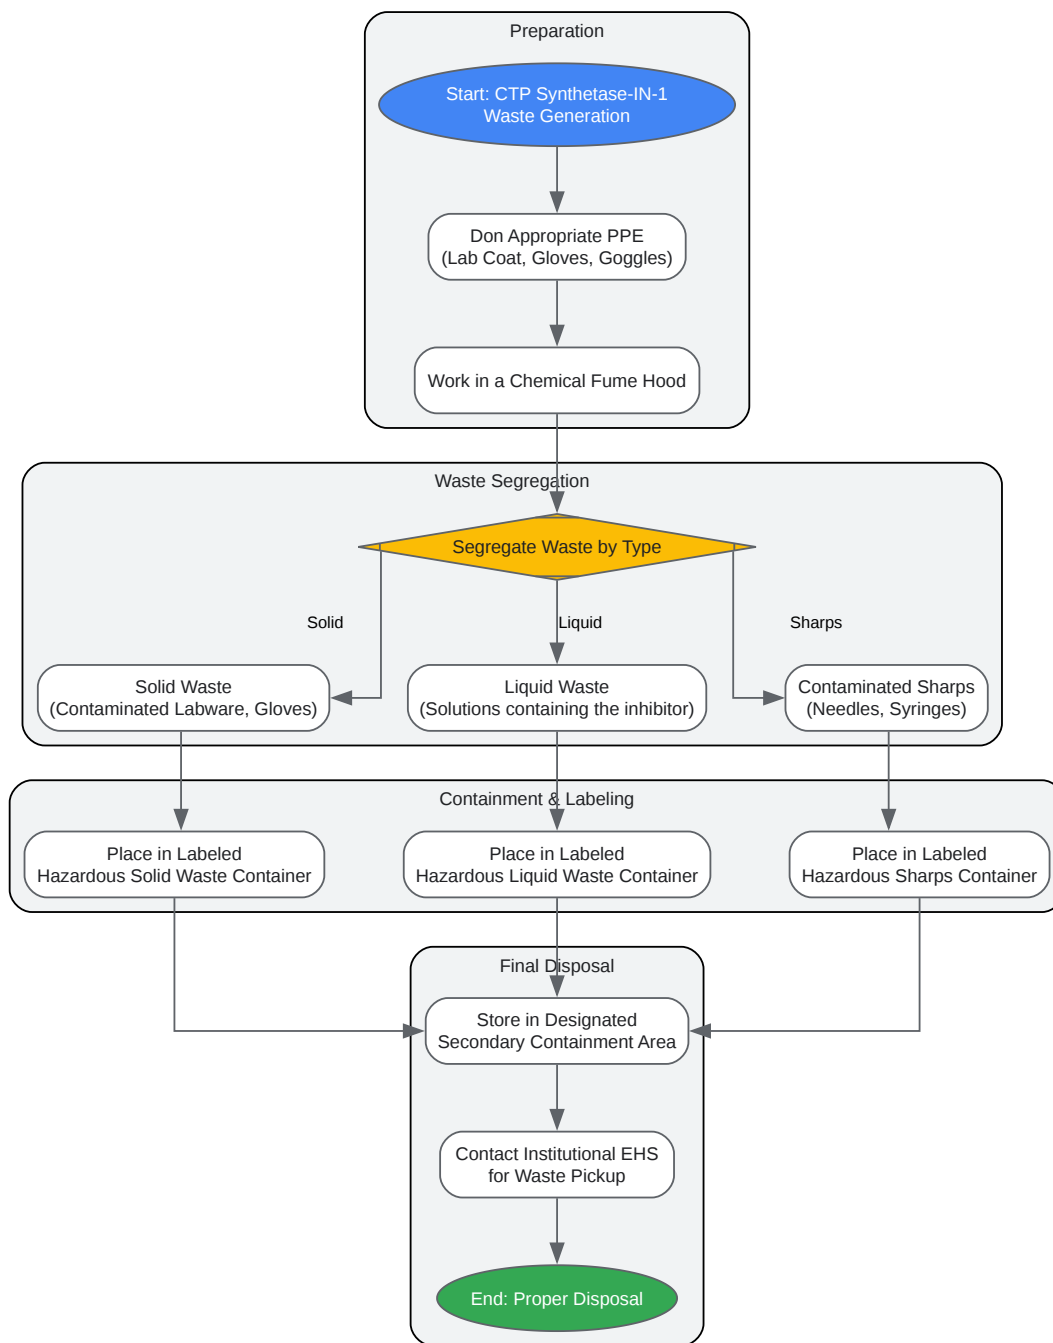 Preparation
Start: CTP Synthetase-IN-1
Waste Generation
Don Appropriate PPE
(Lab Coat, Gloves, Goggles)
Work in a Chemical Fume Hood
Waste Segregation
Segregate Waste by Type
Solid
Liquid
Sharps
Solid Waste
(Contaminated Labware, Gloves)
Liquid Waste
(Solutions containing the inhibitor)
Contaminated Sharps
(Needles, Syringes)
Containment & Labeling
Place in Labeled
Hazardous Solid Waste Container
Place in Labeled
Hazardous Liquid Waste Container
Place in Labeled
Hazardous Sharps Container
Final Disposal
Store in Designated
Secondary Containment Area
Contact Institutional EHS
for Waste Pickup
End: Proper Disposal